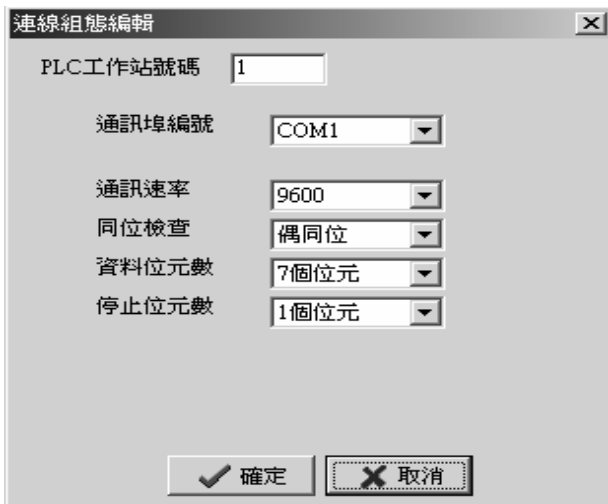 連線組態編輯
PLC工作站號碼 1
通訊埠編號 COM1
通訊速率 9600
同位檢查 偶同位
資料位元數 7個位元
停止位元數 1個位元
確定 取消